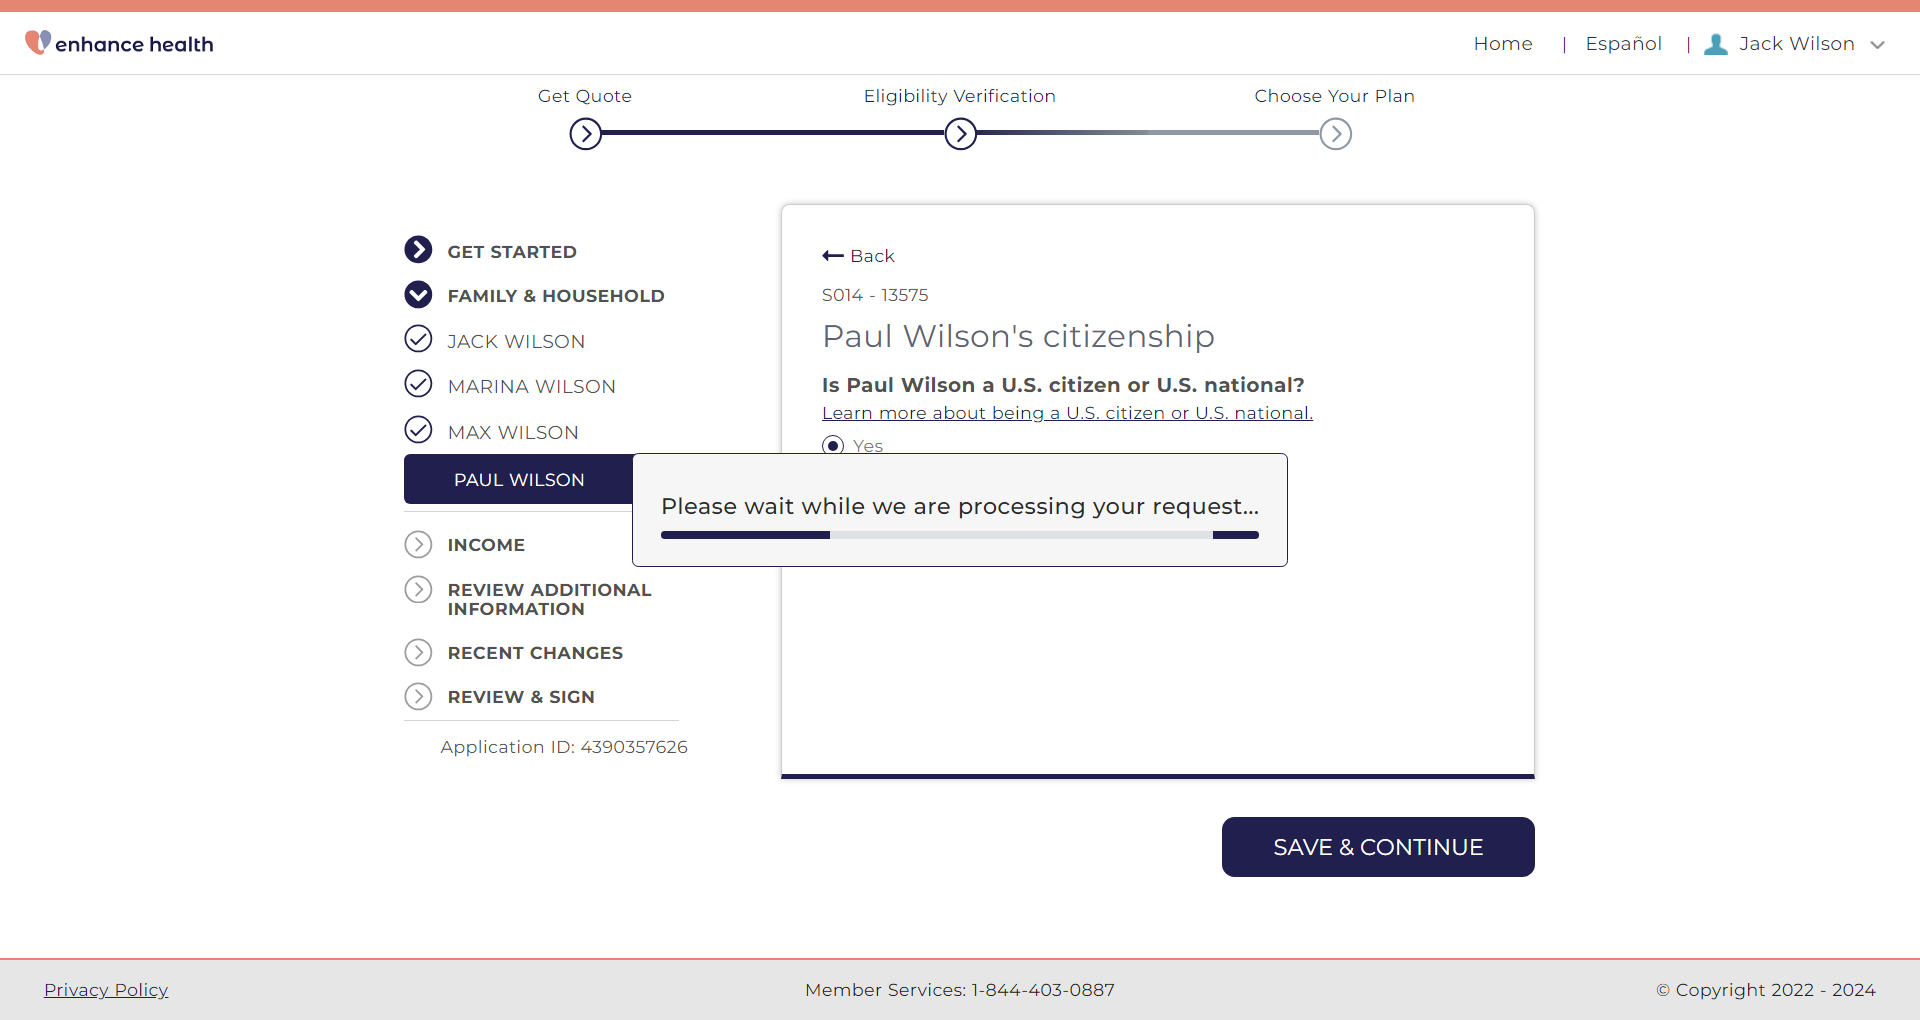 enhance health
Home | Español | Jack Wilson
Get Quote
Eligibility Verification
Choose Your Plan
GET STARTED
FAMILY & HOUSEHOLD
JACK WILSON
MARINA WILSON
MAX WILSON
PAUL WILSON
INCOME
REVIEW ADDITIONAL
INFORMATION
RECENT CHANGES
REVIEW & SIGN
Application ID: 4390357626
Back
S014 - 13575
Paul Wilson's citizenship
Is Paul Wilson a U.S. citizen or U.S. national?
Learn more about being a U.S. citizen or U.S. national.
Yes
Please wait while we are processing your request...
SAVE & CONTINUE
Privacy Policy
Member Services: 1-844-403-0887
© Copyright 2022 - 2024